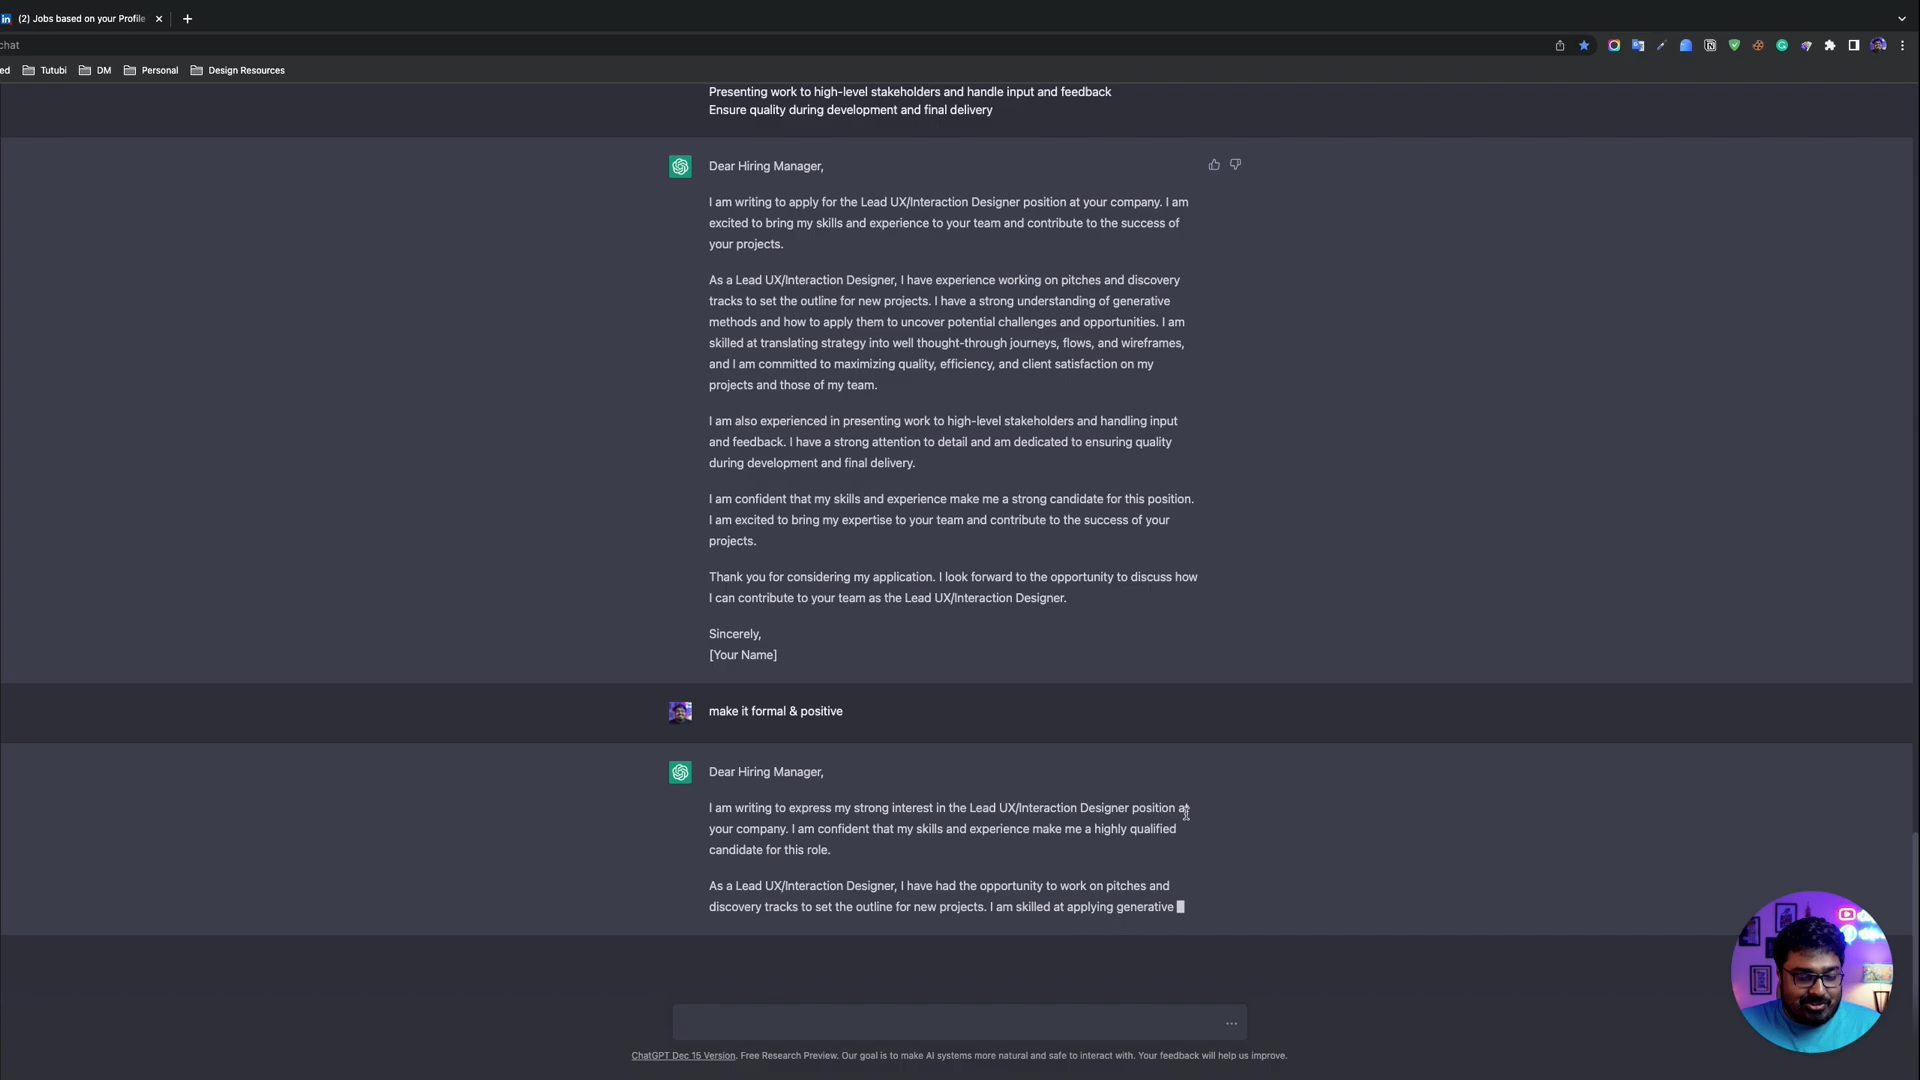 (2) Jobs based on your Profile
chat
ed
Tutubi
DM
Personal
Design Resources
Presenting work to high-level stakeholders and handle input and feedback
Ensure quality during development and final delivery
Dear Hiring Manager,
I am writing to apply for the Lead UX/Interaction Designer position at your company. I am
excited to bring my skills and experience to your team and contribute to the success of
your projects.
As a Lead UX/Interaction Designer, I have experience working on pitches and discovery
tracks to set the outline for new projects. I have a strong understanding of generative
methods and how to apply them to uncover potential challenges and opportunities. I am
skilled at translating strategy into well thought-through journeys, flows, and wireframes,
and I am committed to maximizing quality, efficiency, and client satisfaction on my
projects and those of my team.
I am also experienced in presenting work to high-level stakeholders and handling input
and feedback. I have a strong attention to detail and am dedicated to ensuring quality
during development and final delivery.
I am confident that my skills and experience make me a strong candidate for this position.
I am excited to bring my expertise to your team and contribute to the success of your
projects.
Thank you for considering my application. I look forward to the opportunity to discuss how
I can contribute to your team as the Lead UX/Interaction Designer.
Sincerely,
[Your Name]
make it formal & positive
Dear Hiring Manager,
I am writing to express my strong interest in the Lead UX/Interaction Designer position at
your company. I am confident that my skills and experience make me a highly qualified
candidate for this role.
As a Lead UX/Interaction Designer, I have had the opportunity to work on pitches and
discovery tracks to set the outline for new projects. I am skilled at applying generative
ChatGPT Dec 15 Version. Free Research Preview. Our goal is to make AI systems more natural and safe to interact with. Your feedback will help us improve.